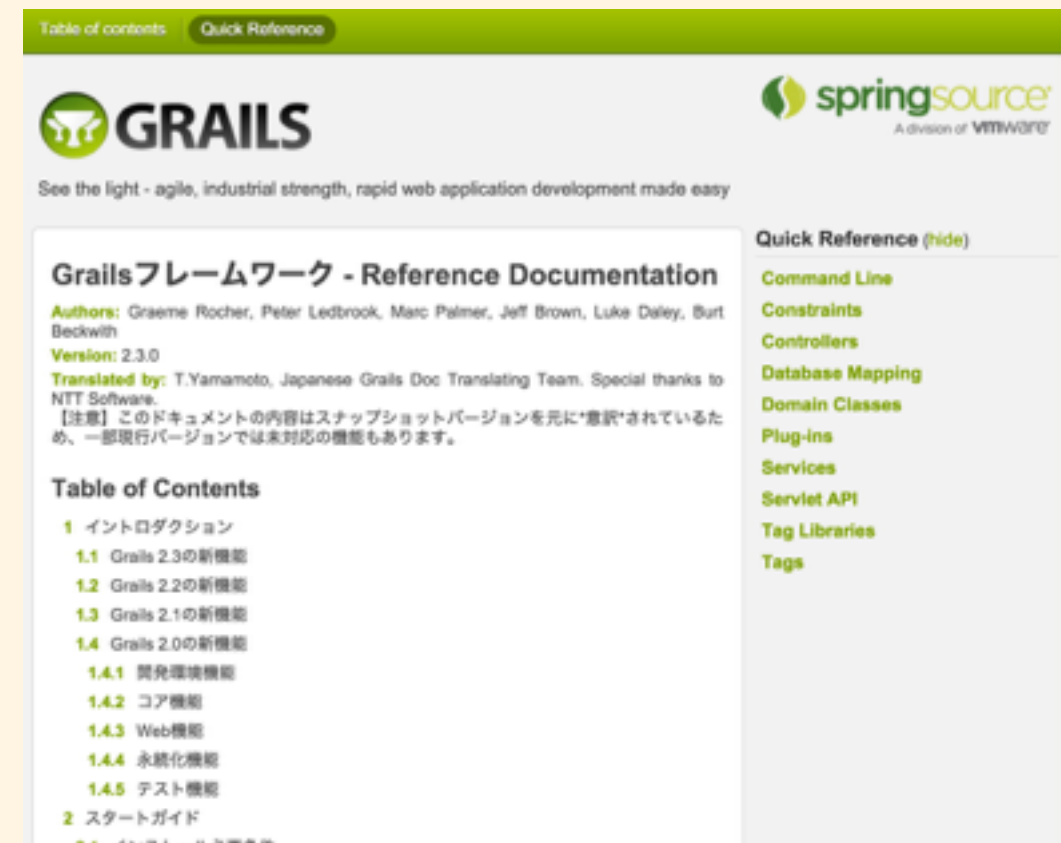 Table of contents
Quick Reference
GRAILS
springsource
A division of vmware
See the light - agile, industrial strength, rapid web application development made easy
Grailsフレームワーク - Reference Documentation
Authors: Graeme Rocher, Peter Ledbrook, Marc Palmer, Jeff Brown, Luke Daley, Burt
Beckwith
Version: 2.3.0
Translated by: T.Yamamoto, Japanese Grails Doc Translating Team. Special thanks to
NTT Software.
【注意】このドキュメントの内容はスナップショットバージョンを元に*意訳*されているた
め、一部現行バージョンでは未対応の機能もあります。
Table of Contents
1 イントロダクション
1.1 Grails 2.3の新機能
1.2 Grails 2.2の新機能
1.3 Grails 2.1の新機能
1.4 Grails 2.0の新機能
1.4.1 開発環境機能
1.4.2 コア機能
1.4.3 Web機能
1.4.4 永続化機能
1.4.5 テスト機能
2 スタートガイド
Quick Reference (hide)
Command Line
Constraints
Controllers
Database Mapping
Domain Classes
Plug-ins
Services
Servlet API
Tag Libraries
Tags